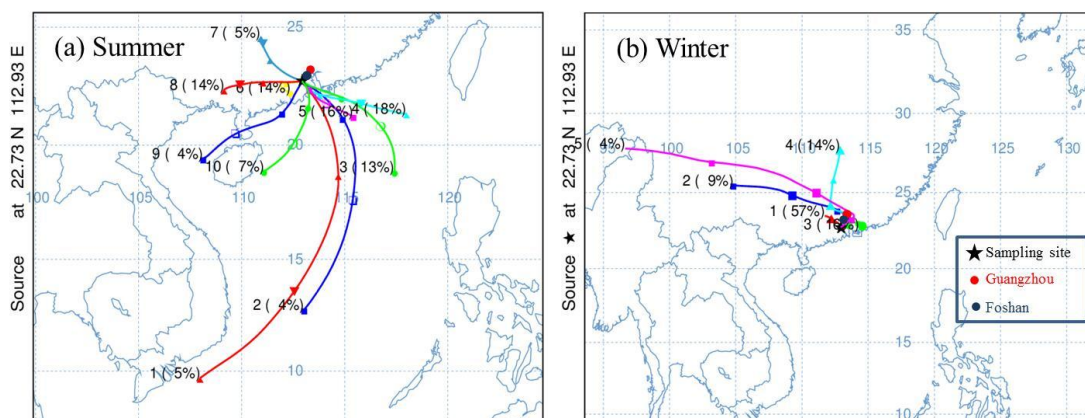 (a) Summer
Source ★ at 22.73 N 112.93 E
7 ( 5%)
8 (14%)
6 (14%)
5 (16%)
4 (18%)
9 ( 4%)
10 ( 7%)
3 (13%)
2 ( 4%)
1 ( 5%)
25
20
15
10
100
105
110
115
120
(b) Winter
Source ★ at 22.73 N 112.93 E
5 ( 4%)
4 (14%)
2 ( 9%)
1 (57%)
3 (16%)
35
30
25
20
15
10
95
100
105
110
115
120
125
130
Sampling site
Guangzhou
Foshan